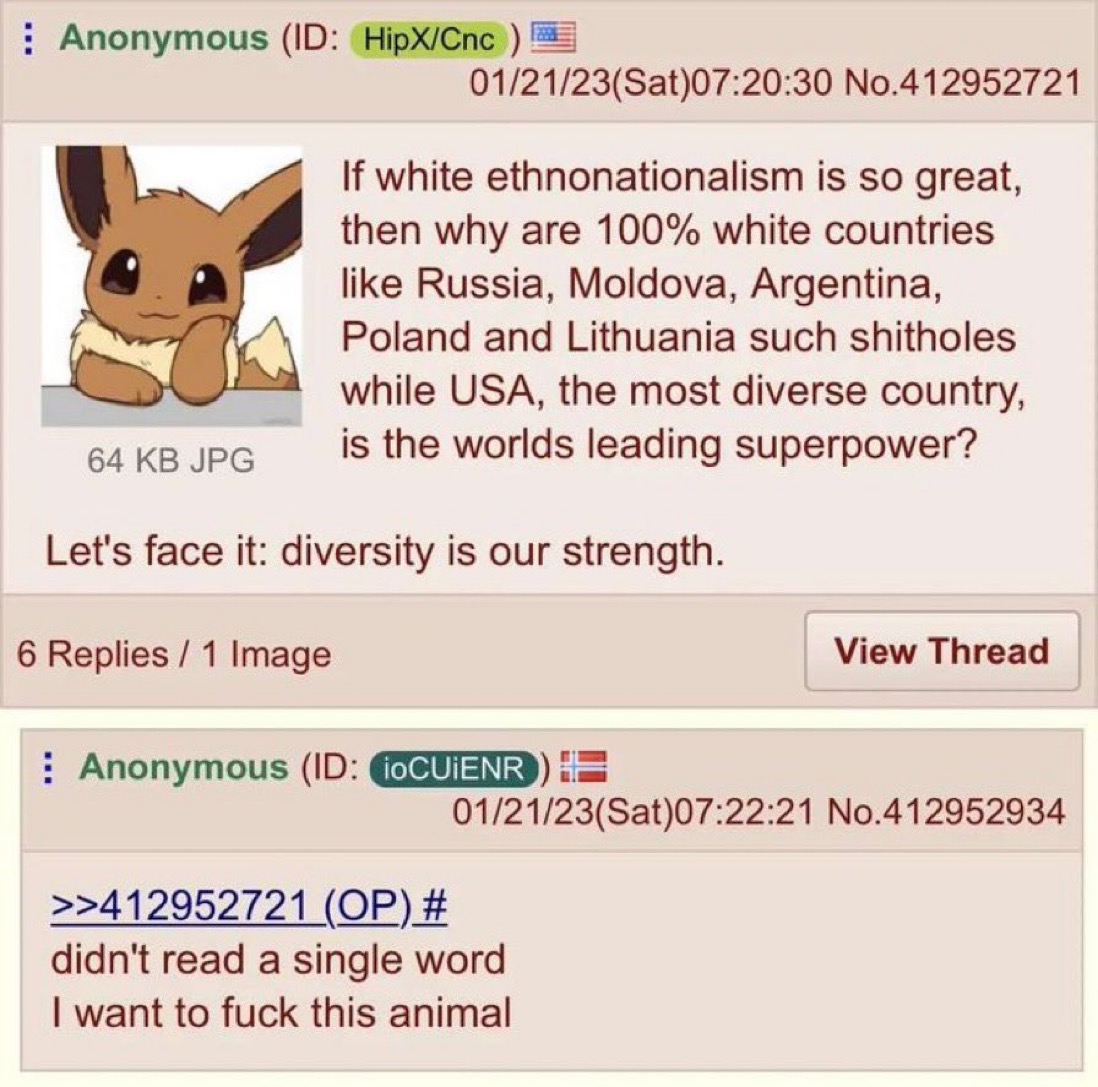 Anonymous (ID: HipX/Cnc )
01/21/23(Sat)07:20:30 No.412952721
If white ethnonationalism is so great,
then why are 100% white countries
like Russia, Moldova, Argentina,
Poland and Lithuania such shitholes
while USA, the most diverse country,
is the worlds leading superpower?
64 KB JPG
Let's face it: diversity is our strength.
6 Replies / 1 Image
View Thread
Anonymous (ID: ioCUiENR )
01/21/23(Sat)07:22:21 No.412952934
>>412952721 (OP) #
didn't read a single word
I want to fuck this animal